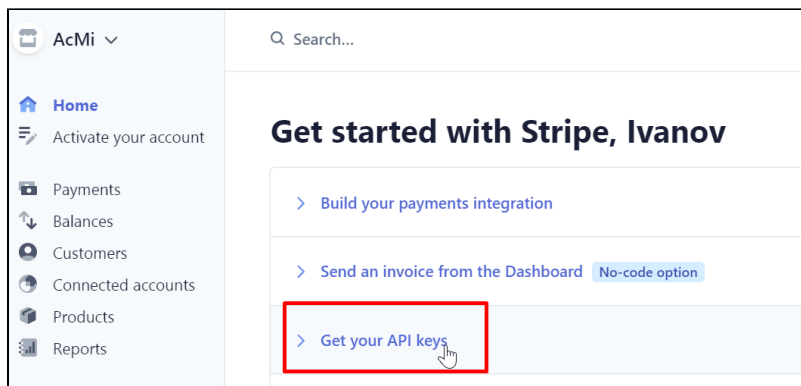 AcMi
Search...
Home
Activate your account
Payments
Balances
Customers
Connected accounts
Products
Reports
Get started with Stripe, Ivanov
Build your payments integration
Send an invoice from the Dashboard No-code option
Get your API keys